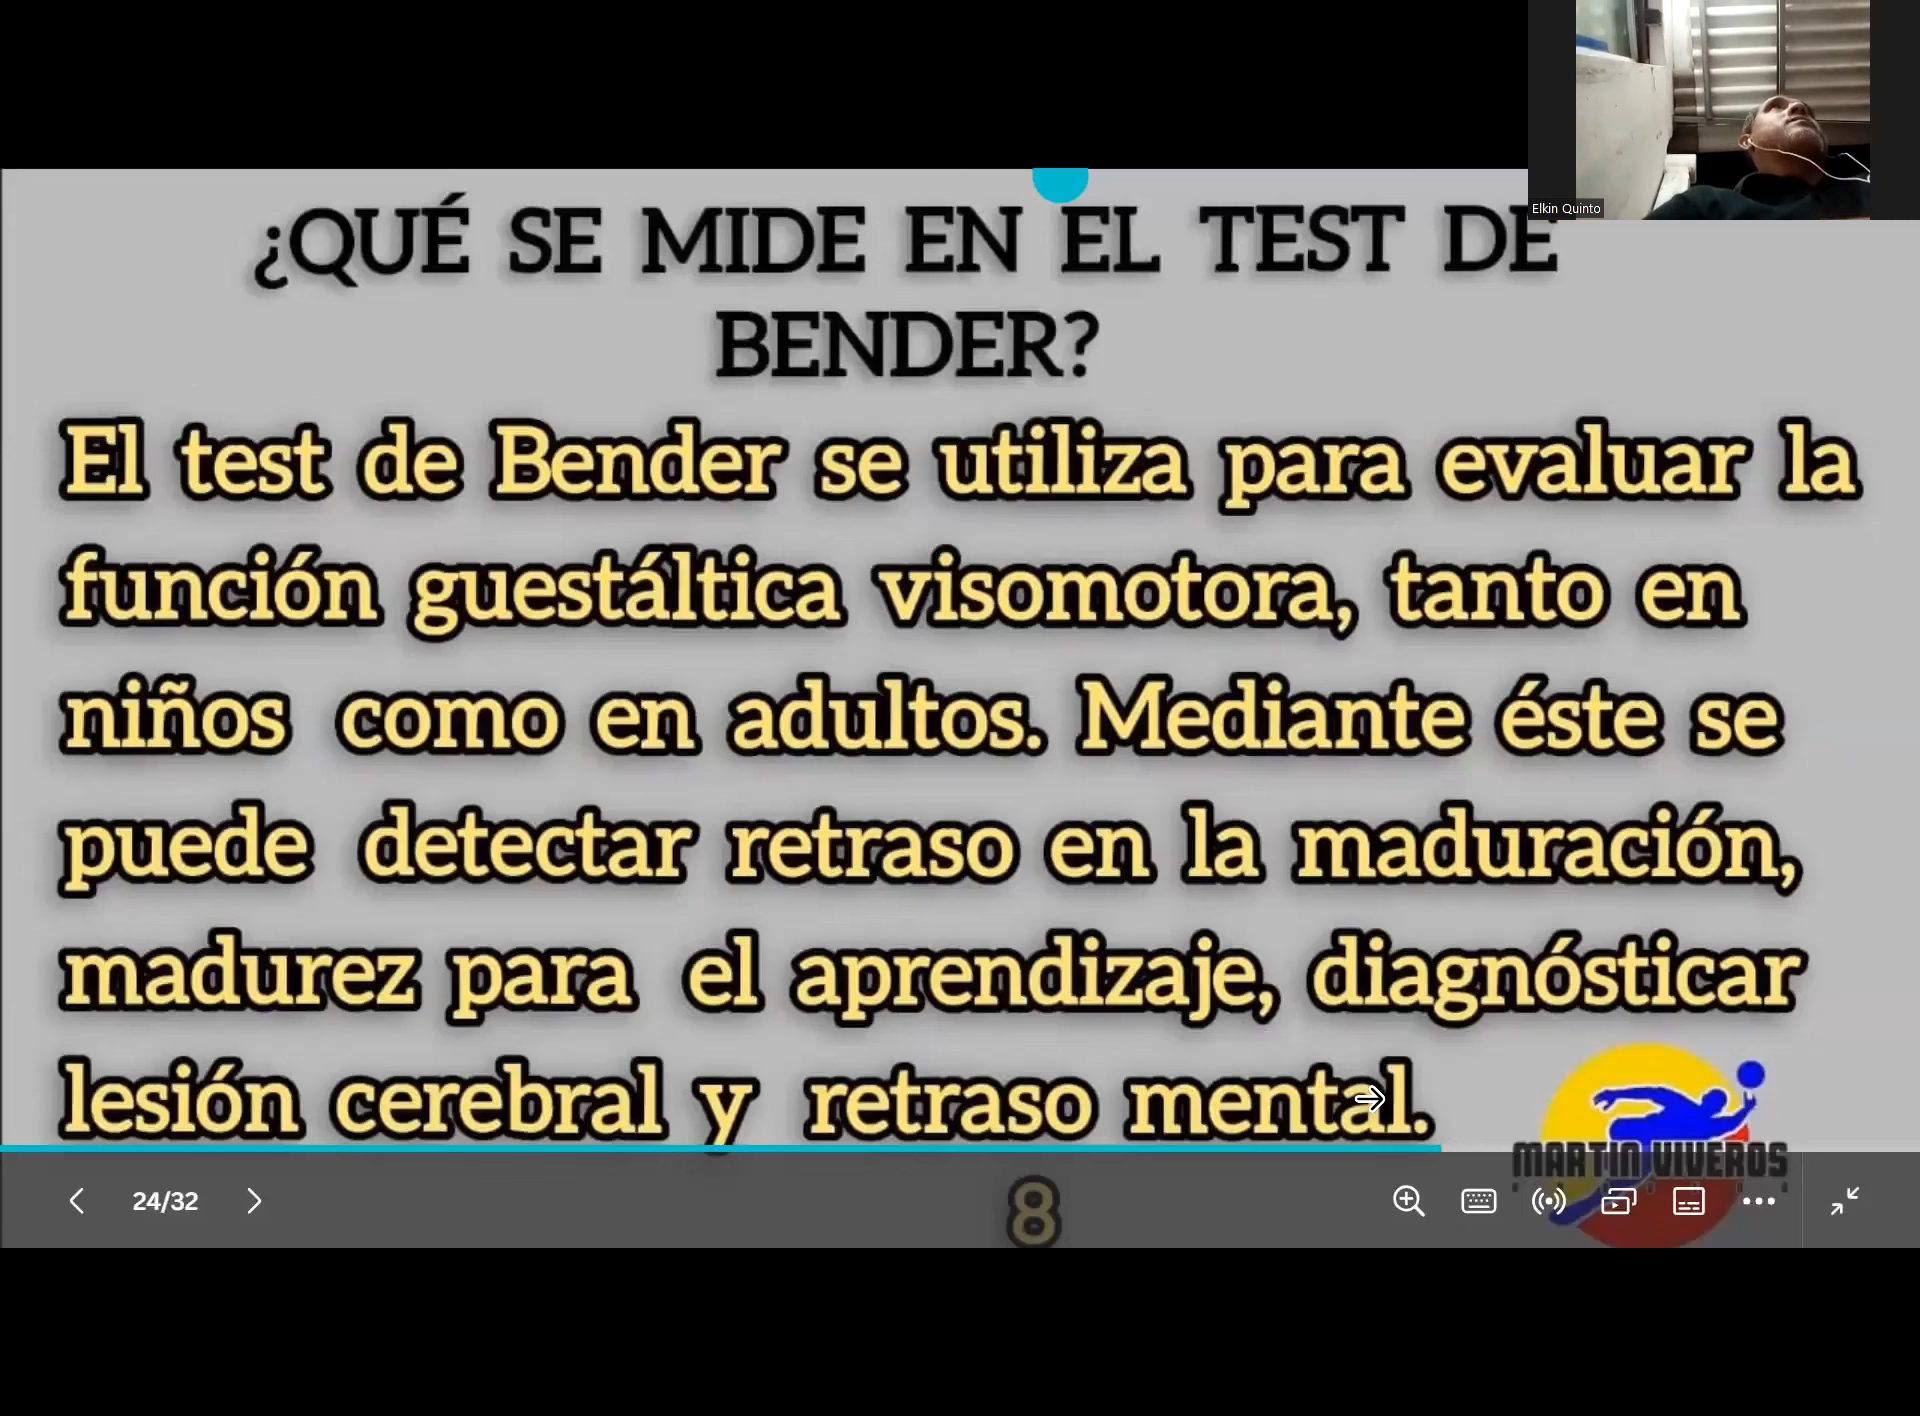 Elkin Quinto
¿QUÉ SE MIDE EN EL TEST DE
BENDER?
El test de Bender se utiliza para evaluar la
función guestáltica visomotora, tanto en
niños como en adultos. Mediante éste se
puede detectar retraso en la maduración,
madurez para el aprendizaje, diagnósticar
lesión cerebral y retraso mental.
MARTIN VIVEROS
24/32
8